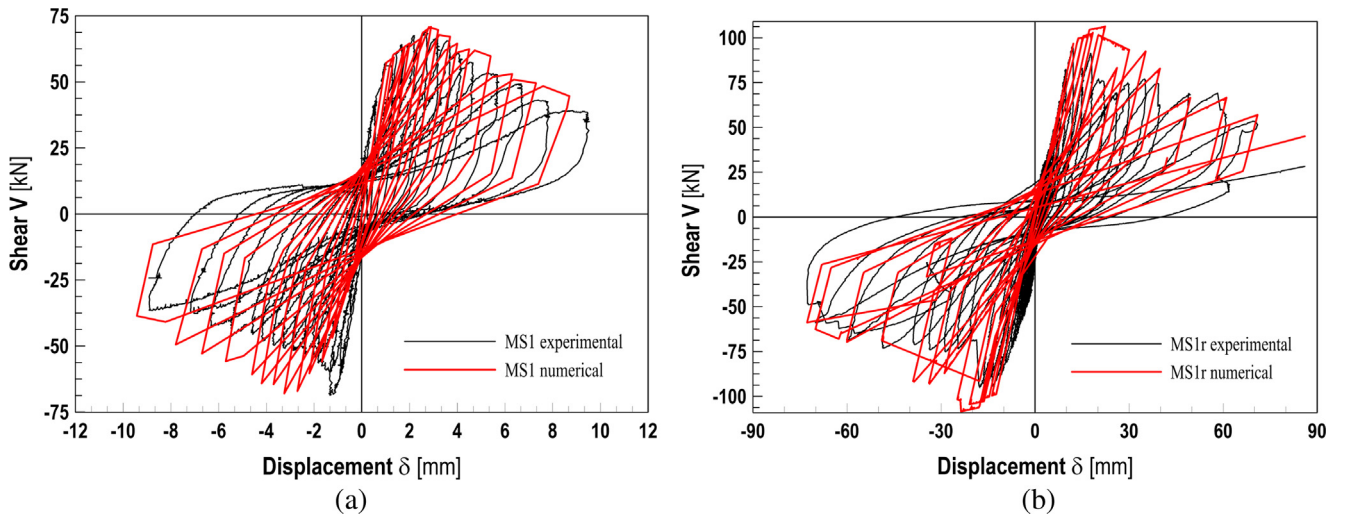 75
50
25
0
-25
-50
-75
Shear V [kN]
-12 -10 -8 -6 -4 -2 0 2 4 6 8 10 12
Displacement δ [mm]
MS1 experimental
MS1 numerical
(a)
100
75
50
25
0
-25
-50
-75
-100
Shear V [kN]
-90 -60 -30 0 30 60 90
Displacement δ [mm]
MS1r experimental
MS1r numerical
(b)